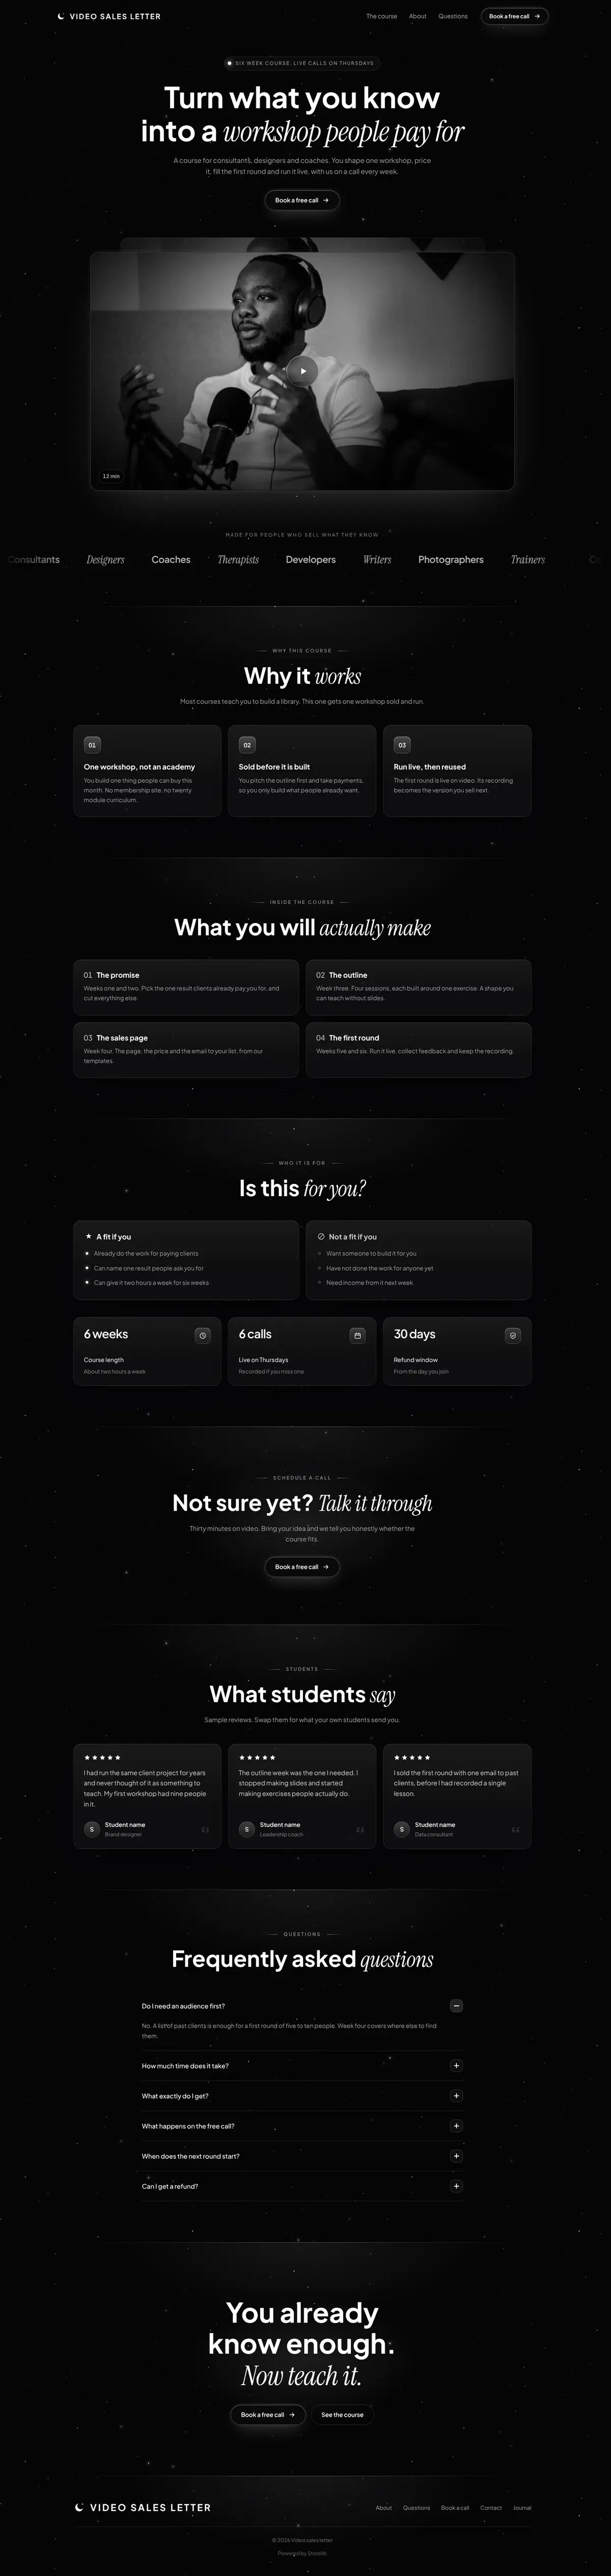 VIDEO SALES LETTER
The course
About
Questions
Book a free call
SIX WEEK COURSE, LIVE CALLS ON THURSDAYS
Turn what you know
into a workshop people pay for
A course for consultants, designers and coaches. You shape one workshop, price
it, fill the first round and run it live, with us on a call every week.
Book a free call
12 min
MADE FOR PEOPLE WHO SELL WHAT THEY KNOW
Consultants Designers Coaches Therapists Developers Writers Photographers Trainers
WHY THIS COURSE
Why it works
Most courses teach you to build a library. This one gets one workshop sold and run.
01
One workshop, not an academy
You build one thing people can buy this
month. No membership site, no twenty
module curriculum.
02
Sold before it is built
You pitch the outline first and take payments,
so you only build what people already want.
03
Run live, then reused
The first round is live on video. Its recording
becomes the version you sell next.
INSIDE THE COURSE
What you will actually make
01 The promise
Weeks one and two. Pick the one result clients already pay you for, and
cut everything else.
02 The outline
Week three. Four sessions, each built around one exercise. A shape you
can teach without slides.
03 The sales page
Week four. The page, the price and the email to your list, from our
templates.
04 The first round
Weeks five and six. Run it live, collect feedback and keep the recording.
WHO IT IS FOR
Is this for you?
A fit if you
Already do the work for paying clients
Can name one result people ask you for
Can give it two hours a week for six weeks
Not a fit if you
Want someone to build it for you
Have not done the work for anyone yet
Need income from it next week
6 weeks
Course length
About two hours a week
6 calls
Live on Thursdays
Recorded if you miss one
30 days
Refund window
From the day you join
SCHEDULE A CALL
Not sure yet? Talk it through
Thirty minutes on video. Bring your idea and we tell you honestly whether the
course fits.
Book a free call
STUDENTS
What students say
Sample reviews. Swap them for what your own students send you.
I had run the same client project for years
and never thought of it as something to
teach. My first workshop had nine people
in it.
S
Student name
Brand designer
The outline week was the one I needed. I
stopped making slides and started
making exercises people actually do.
S
Student name
Leadership coach
I sold the first round with one email to past
clients, before I had recorded a single
lesson.
S
Student name
Data consultant
QUESTIONS
Frequently asked questions
Do I need an audience first?
No. A list of past clients is enough for a first round of five to ten people. Week four covers where else to find
them.
How much time does it take?
What exactly do I get?
What happens on the free call?
When does the next round start?
Can I get a refund?
You already
know enough.
Now teach it.
Book a free call
See the course
VIDEO SALES LETTER
About
Questions
Book a call
Contact
Journal
© 2026 Video sales letter